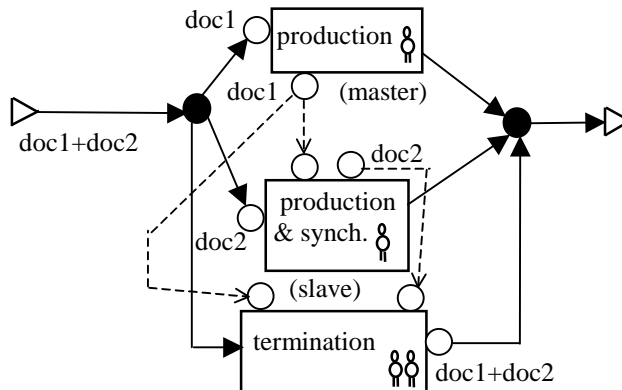 doc1
production
doc1
(master)
doc1+doc2
doc2
production
& synch.
doc2
(slave)
termination
doc1+doc2